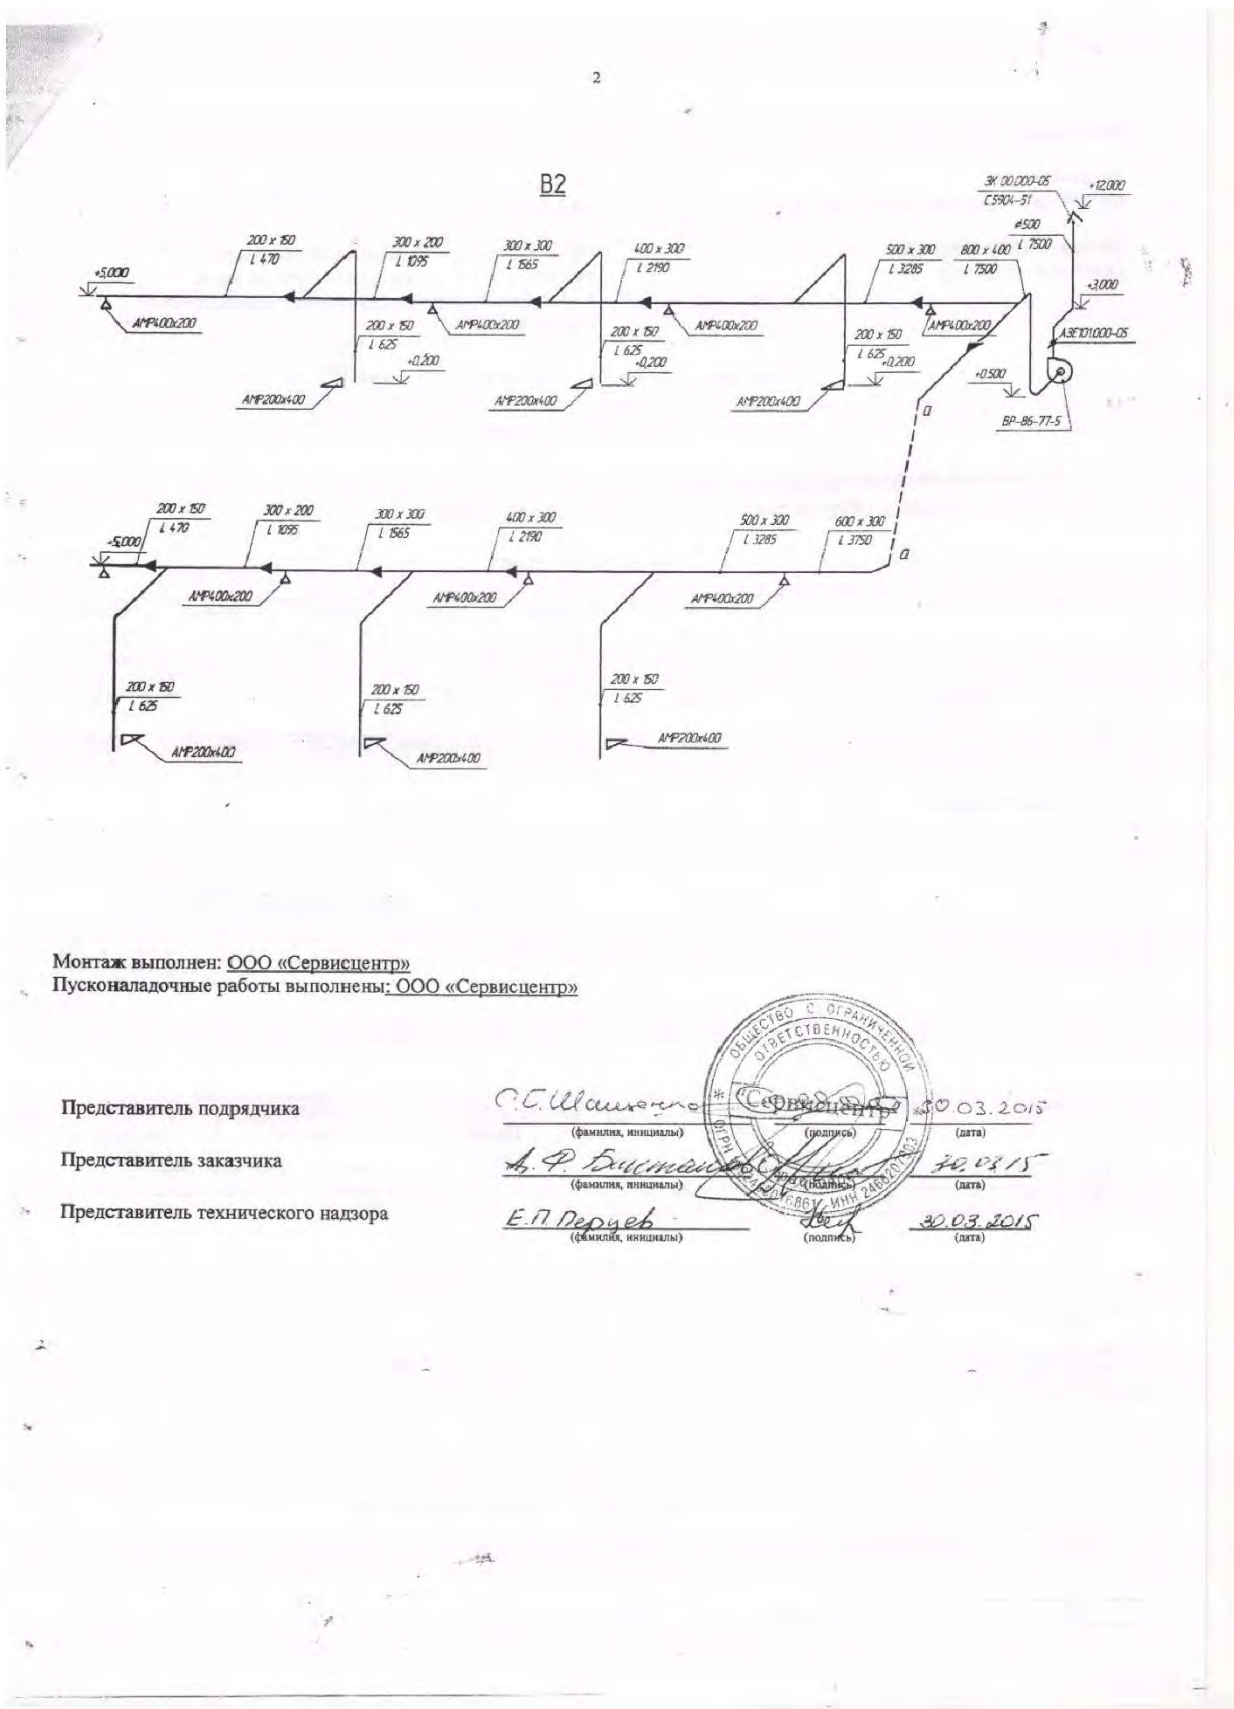 2
В2
ЗК 00.000-05
С5904-51
+12.000
ø500
L 7500
200 x 150
L 470
300 x 200
L 1095
300 x 300
L 1565
400 x 300
L 2190
500 x 300
L 3285
800 x 400
L 7500
+5,000
+3.000
АМР400х200
АМР400х200
АМР400х200
АМР400х200
АЗЕ101.000-05
200 x 150
L 625
+0,200
200 x 150
L 625
+0,200
200 x 150
L 625
+0,200
+0.500
АМР200х400
АМР200х400
АМР200х400
ВР-86-77-5
а
200 x 150
L 470
300 x 200
L 1095
300 x 300
L 1565
400 x 300
L 2190
500 x 300
L 3285
600 x 300
L 3750
+5,000
а
АМР400х200
АМР400х200
АМР400х200
200 x 150
L 625
200 x 150
L 625
200 x 150
L 625
АМР200х400
АМР200х400
АМР200х400
Монтаж выполнен: ООО «Сервисцентр»
Пусконаладочные работы выполнены: ООО «Сервисцентр»
ОБЩЕСТВО С ОГРАНИЧЕННОЙ
ОТВЕТСТВЕННОСТЬЮ
"Сервисцентр"
Представитель подрядчика 30.03.2015
(фамилия, инициалы) (подпись) (дата)
Представитель заказчика А.Ф. 30.03.15
(фамилия, инициалы) (подпись) (дата)
Представитель технического надзора Е.П. Перцев 30.03.2015
(фамилия, инициалы) (подпись) (дата)